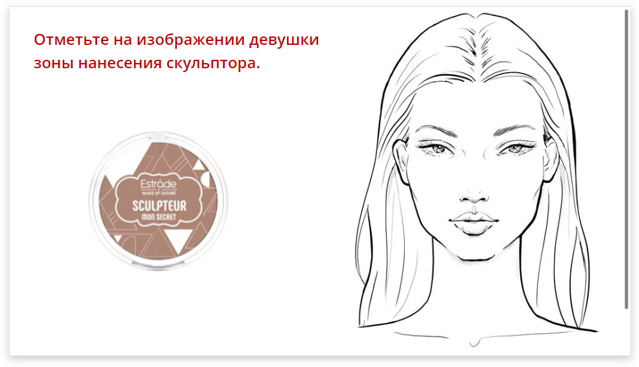 Отметьте на изображении девушки
зоны нанесения скульптора.
Estrade
MAKE UP SATURE
SCULPTEUR
MON SECRET